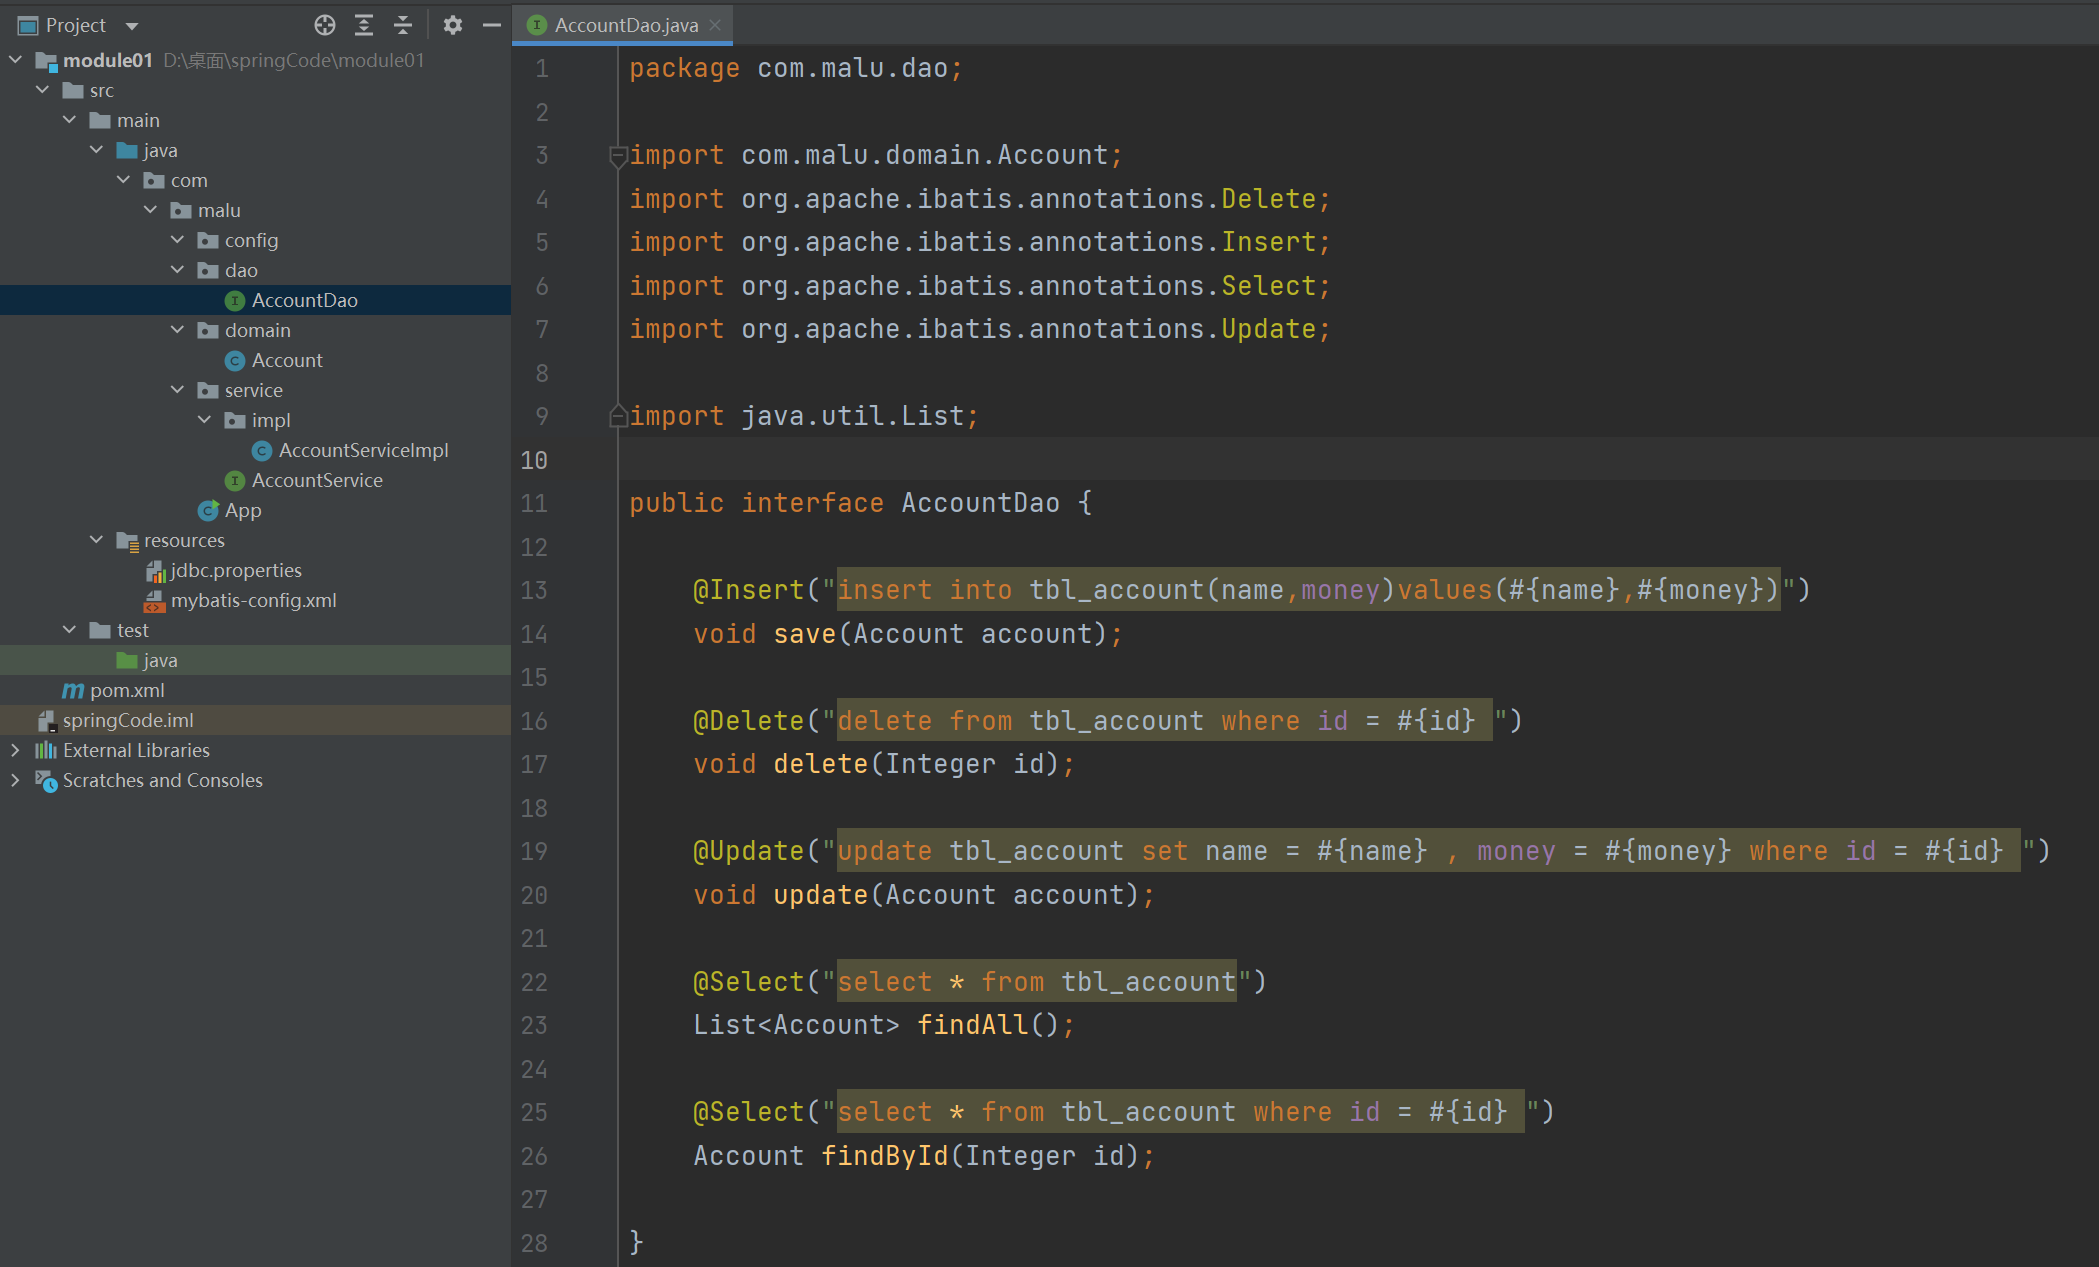 Project
module01 D:\桌面\springCode\module01
src
main
java
com
malu
config
dao
AccountDao
domain
Account
service
impl
AccountServiceImpl
AccountService
App
resources
jdbc.properties
mybatis-config.xml
test
java
pom.xml
springCode.iml
External Libraries
Scratches and Consoles
AccountDao.java
1 package com.malu.dao;
2
3 import com.malu.domain.Account;
4 import org.apache.ibatis.annotations.Delete;
5 import org.apache.ibatis.annotations.Insert;
6 import org.apache.ibatis.annotations.Select;
7 import org.apache.ibatis.annotations.Update;
8
9 import java.util.List;
10
11 public interface AccountDao {
12
13 @Insert("insert into tbl_account(name,money)values(#{name},#{money})")
14 void save(Account account);
15
16 @Delete("delete from tbl_account where id = #{id} ")
17 void delete(Integer id);
18
19 @Update("update tbl_account set name = #{name} , money = #{money} where id = #{id} ")
20 void update(Account account);
21
22 @Select("select * from tbl_account")
23 List<Account> findAll();
24
25 @Select("select * from tbl_account where id = #{id} ")
26 Account findById(Integer id);
27
28 }